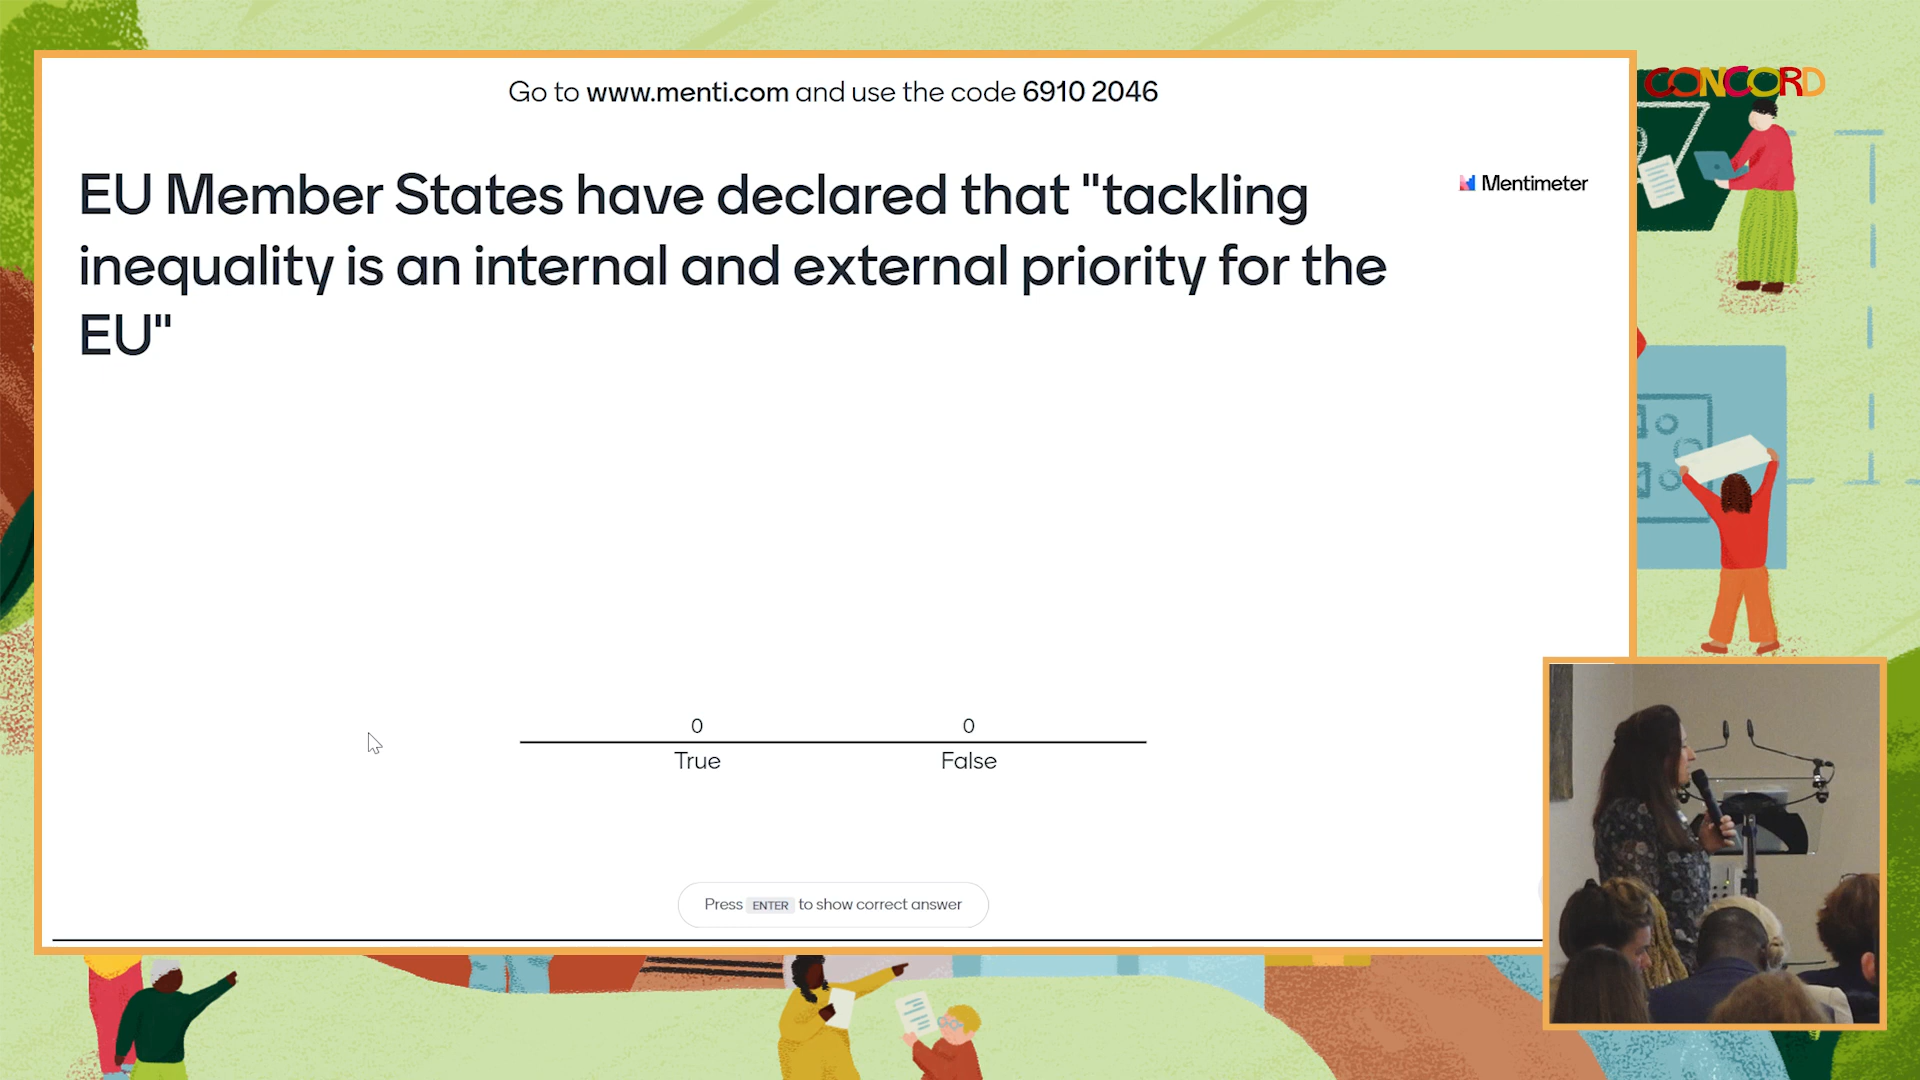 Go to www.menti.com and use the code 6910 2046
CONCORD
EU Member States have declared that "tackling
inequality is an internal and external priority for the
EU"
Mentimeter
0
0
True
False
Press ENTER to show correct answer